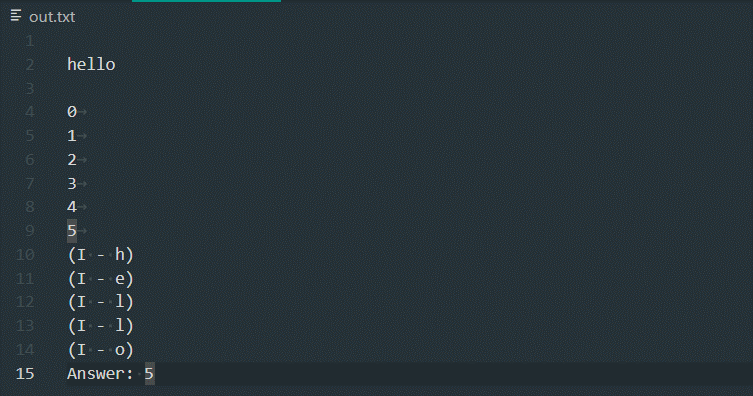 out.txt
1
2 hello
3
4 0
5 1
6 2
7 3
8 4
9 5
10 (I - h)
11 (I - e)
12 (I - l)
13 (I - l)
14 (I - o)
15 Answer: 5